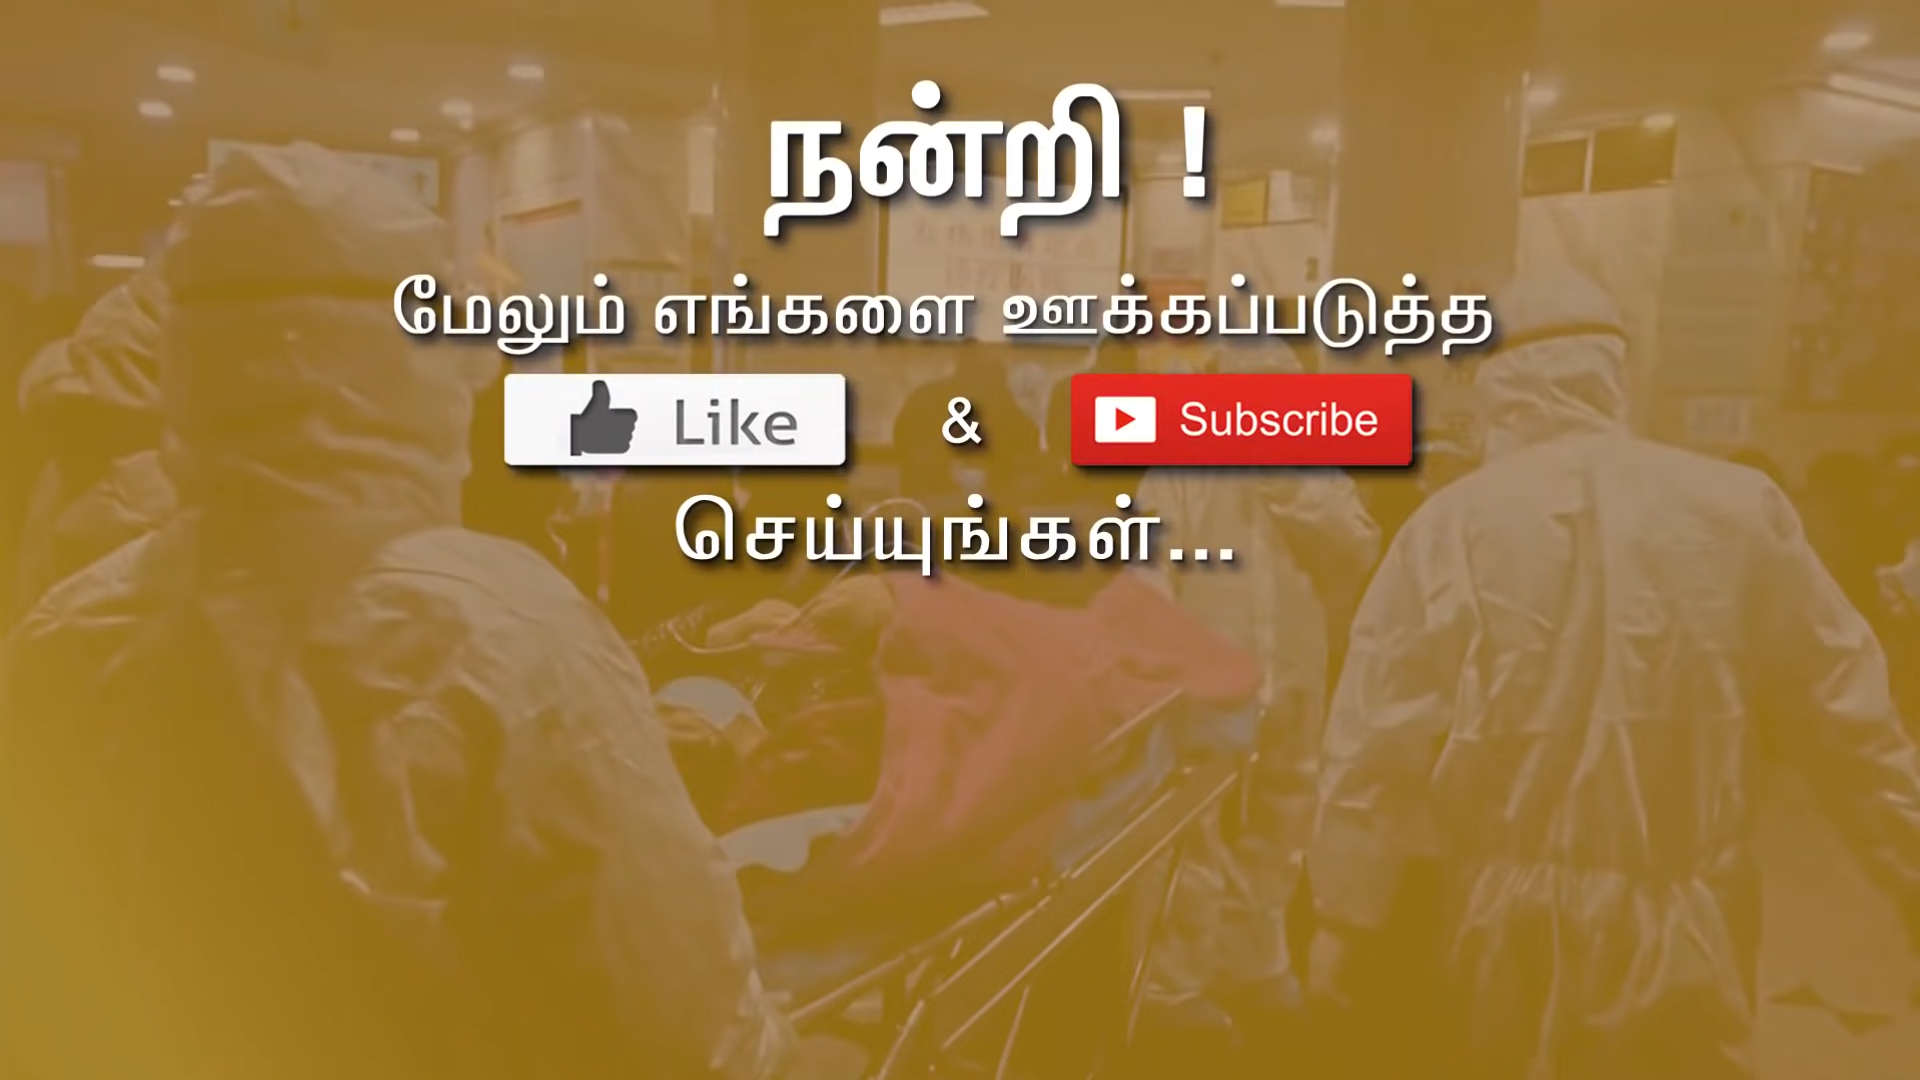 நன்றி !
மேலும் எங்களை ஊக்கப்படுத்த
Like & Subscribe
செய்யுங்கள்...